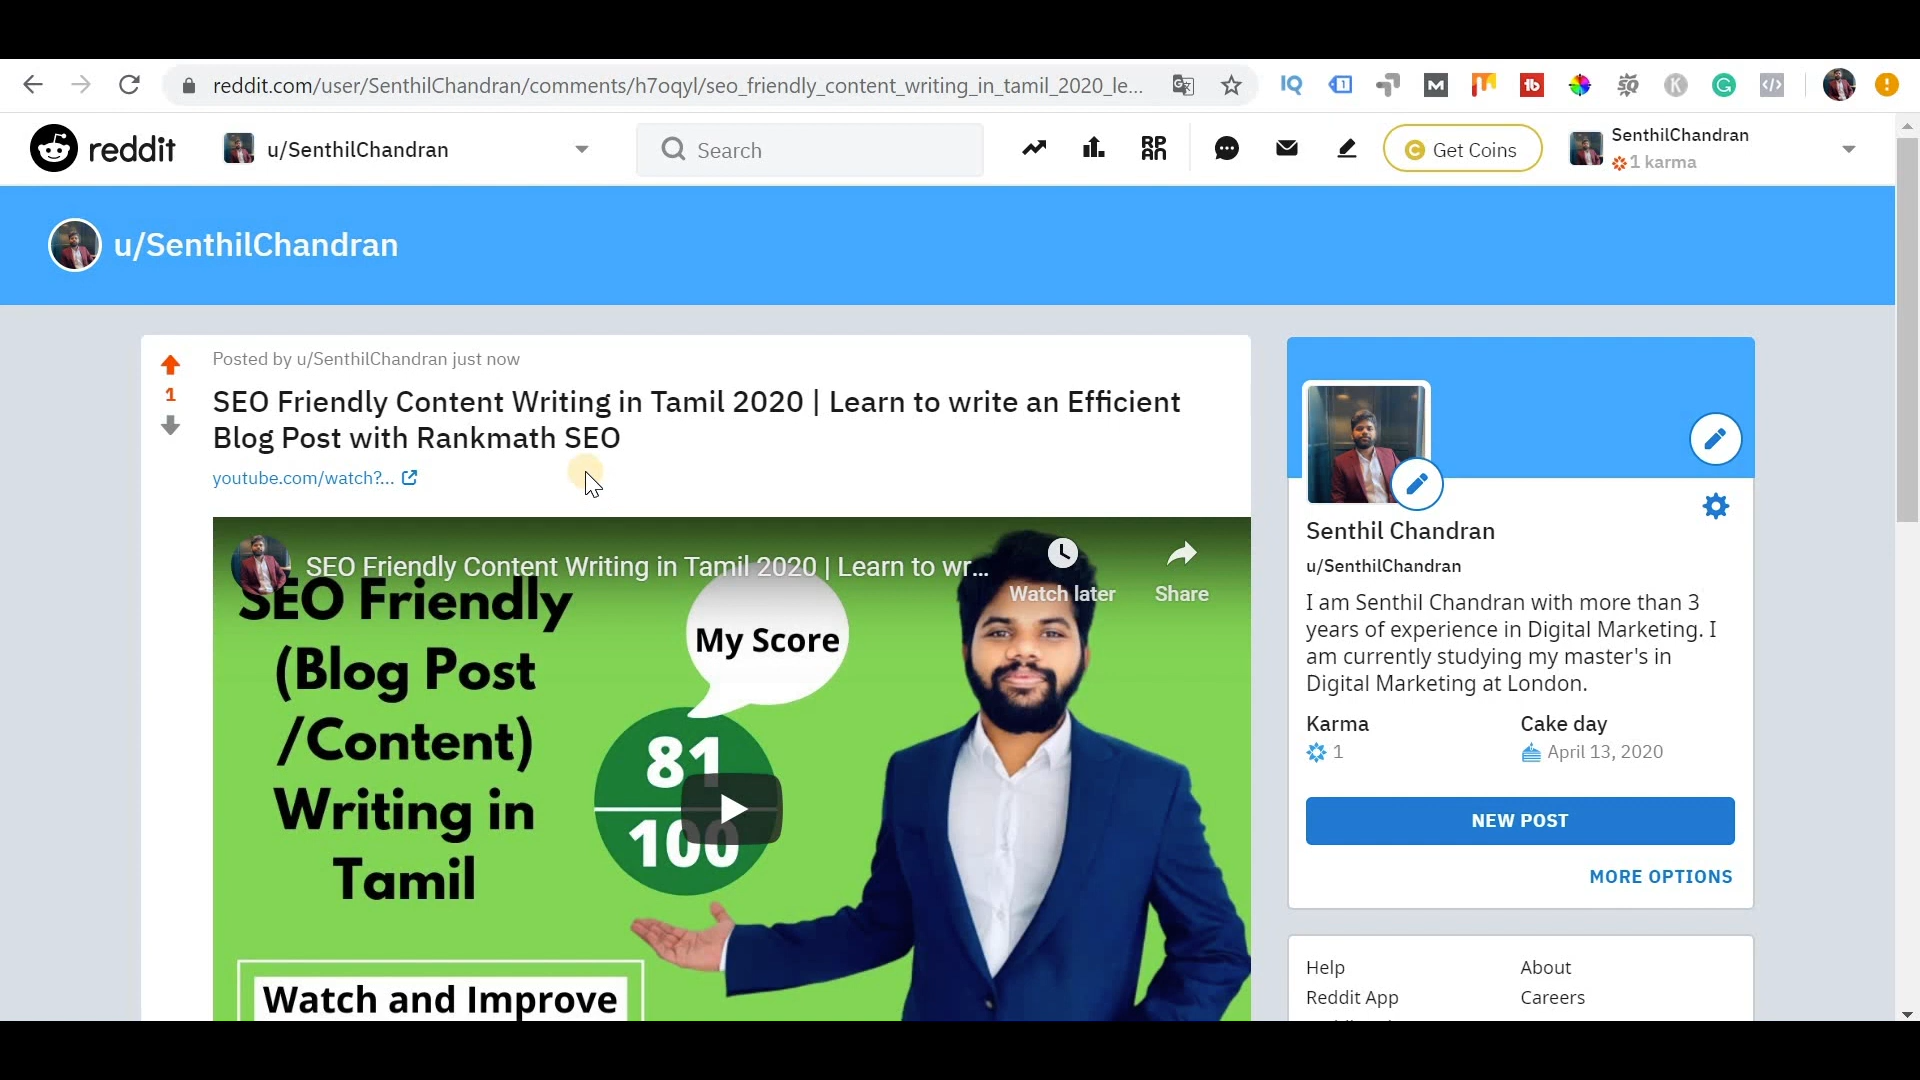 reddit.com/user/SenthilChandran/comments/h7oqyl/seo_friendly_content_writing_in_tamil_2020_le...
reddit
u/SenthilChandran
Search
Get Coins
SenthilChandran
1 karma
u/SenthilChandran
Posted by u/SenthilChandran just now
1
SEO Friendly Content Writing in Tamil 2020 | Learn to write an Efficient
Blog Post with Rankmath SEO
youtube.com/watch?...
SEO Friendly Content Writing in Tamil 2020 | Learn to wr...
Watch later
Share
SEO Friendly
(Blog Post
/Content)
Writing in
Tamil
My Score
81
100
Watch and Improve
Senthil Chandran
u/SenthilChandran
I am Senthil Chandran with more than 3
years of experience in Digital Marketing. I
am currently studying my master's in
Digital Marketing at London.
Karma
Cake day
1
April 13, 2020
NEW POST
MORE OPTIONS
Help
About
Reddit App
Careers